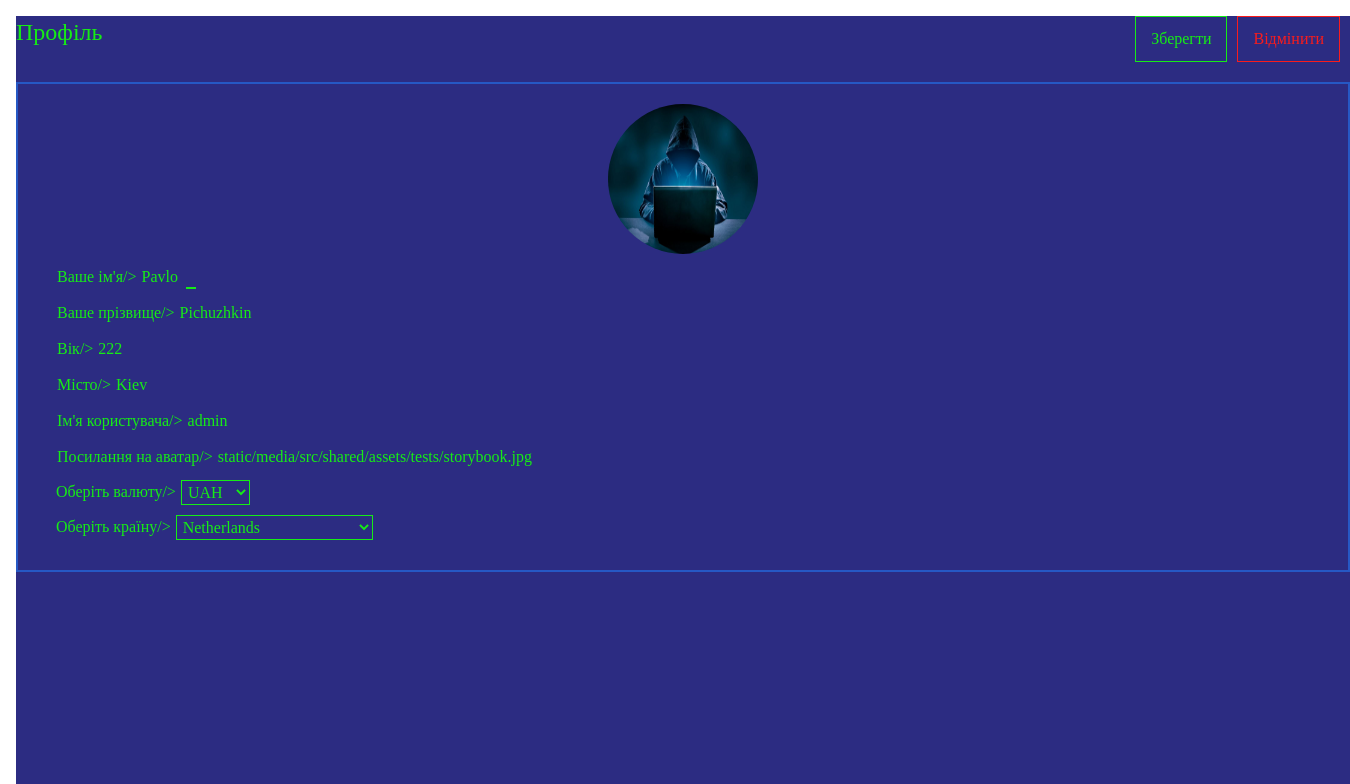 Профіль
Зберегти
Відмінити
Ваше ім'я/> Pavlo _
Ваше прізвище/> Pichuzhkin
Вік/> 222
Місто/> Kiev
Ім'я користувача/> admin
Посилання на аватар/> static/media/src/shared/assets/tests/storybook.jpg
Оберіть валюту/> UAH
Оберіть країну/> Netherlands